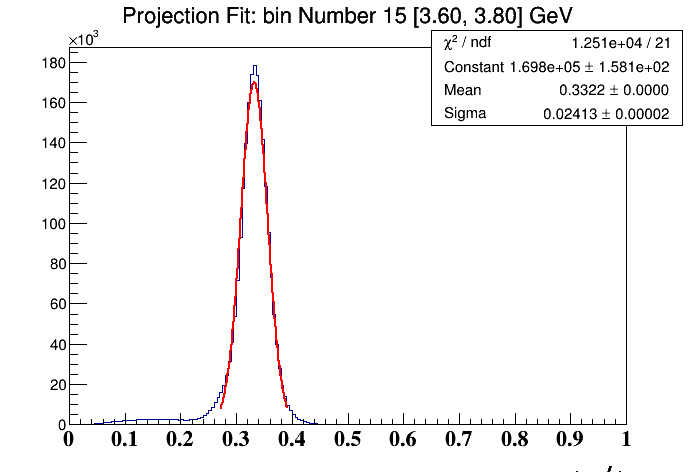 Projection Fit: bin Number 15 [3.60, 3.80] GeV
×10³
χ² / ndf 1.251e+04 / 21
Constant 1.698e+05 ± 1.581e+02
Mean 0.3322 ± 0.0000
Sigma 0.02413 ± 0.00002
180
160
140
120
100
80
60
40
20
0
0 0.1 0.2 0.3 0.4 0.5 0.6 0.7 0.8 0.9 1